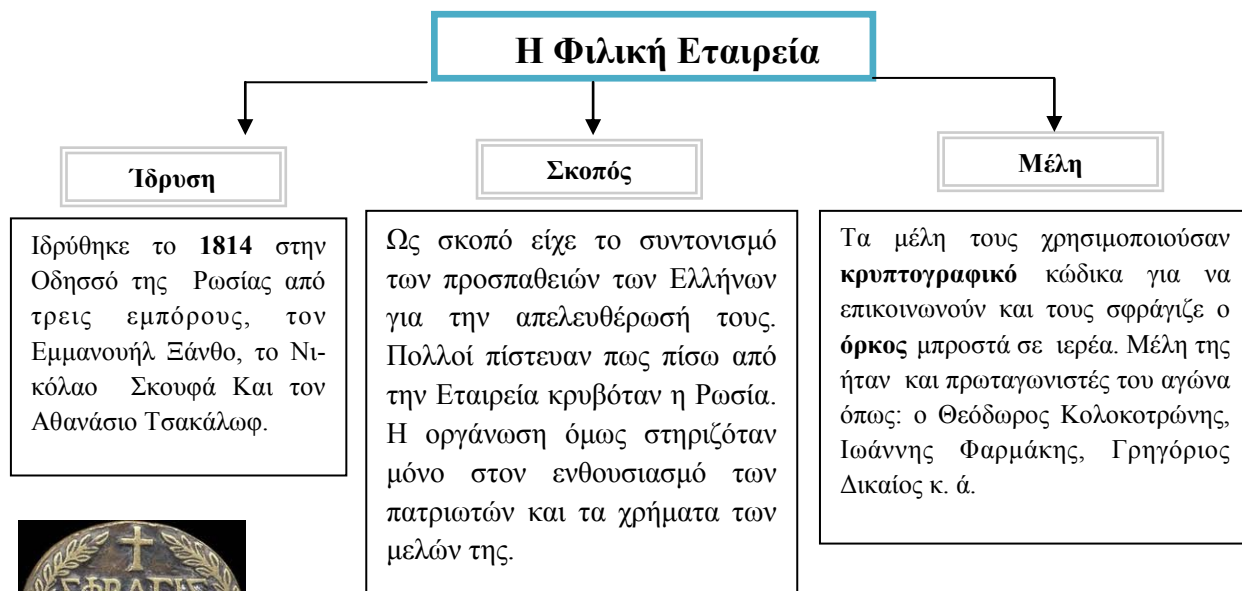 Η Φιλική Εταιρεία
Ίδρυση
Ιδρύθηκε το 1814 στην
Οδησσό της Ρωσίας από
τρεις εμπόρους, τον
Εμμανουήλ Ξάνθο, το Νι-
κόλαο Σκουφά Και τον
Αθανάσιο Τσακάλωφ.
Σκοπός
Ως σκοπό είχε το συντονισμό
των προσπαθειών των Ελλήνων
για την απελευθέρωσή τους.
Πολλοί πίστευαν πως πίσω από
την Εταιρεία κρυβόταν η Ρωσία.
Η οργάνωση όμως στηριζόταν
μόνο στον ενθουσιασμό των
πατριωτών και τα χρήματα των
μελών της.
Μέλη
Τα μέλη τους χρησιμοποιούσαν
κρυπτογραφικό κώδικα για να
επικοινωνούν και τους σφράγιζε ο
όρκος μπροστά σε ιερέα. Μέλη της
ήταν και πρωταγωνιστές του αγώνα
όπως: ο Θεόδωρος Κολοκοτρώνης,
Ιωάννης Φαρμάκης, Γρηγόριος
Δικαίος κ. ά.